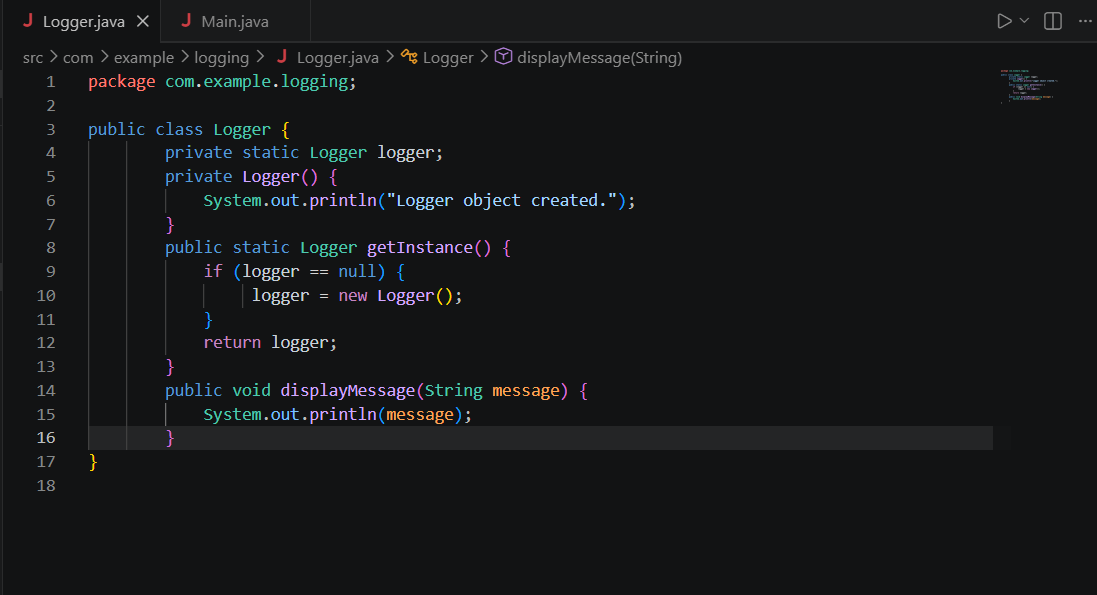 Logger.java
Main.java
src > com > example > logging > Logger.java > Logger > displayMessage(String)
1 package com.example.logging;
2
3 public class Logger {
4 private static Logger logger;
5 private Logger() {
6 System.out.println("Logger object created.");
7 }
8 public static Logger getInstance() {
9 if (logger == null) {
10 logger = new Logger();
11 }
12 return logger;
13 }
14 public void displayMessage(String message) {
15 System.out.println(message);
16 }
17 }
18